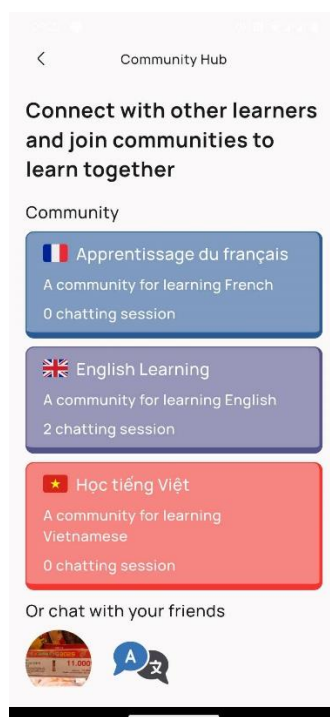 Community Hub
Connect with other learners
and join communities to
learn together
Community
Apprentissage du français
A community for learning French
0 chatting session
English Learning
A community for learning English
2 chatting session
Học tiếng Việt
A community for learning
Vietnamese
0 chatting session
Or chat with your friends
11.000
A 文